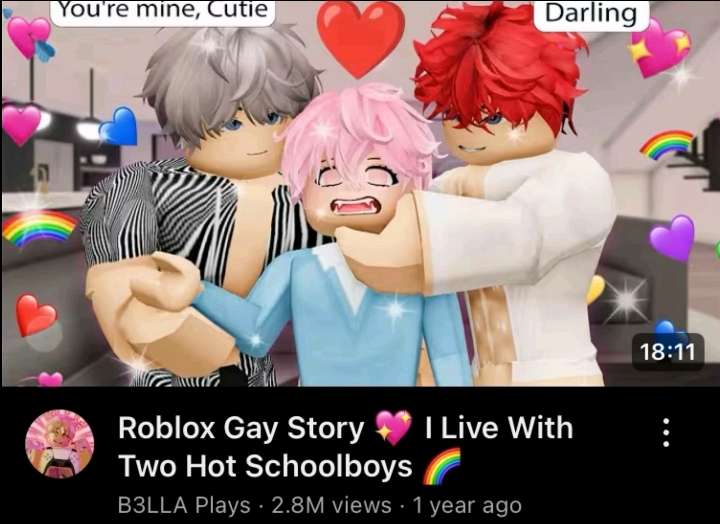 You're mine, Cutie
Darling
18:11
Roblox Gay Story 💖 I Live With
Two Hot Schoolboys 🌈
B3LLA Plays · 2.8M views · 1 year ago